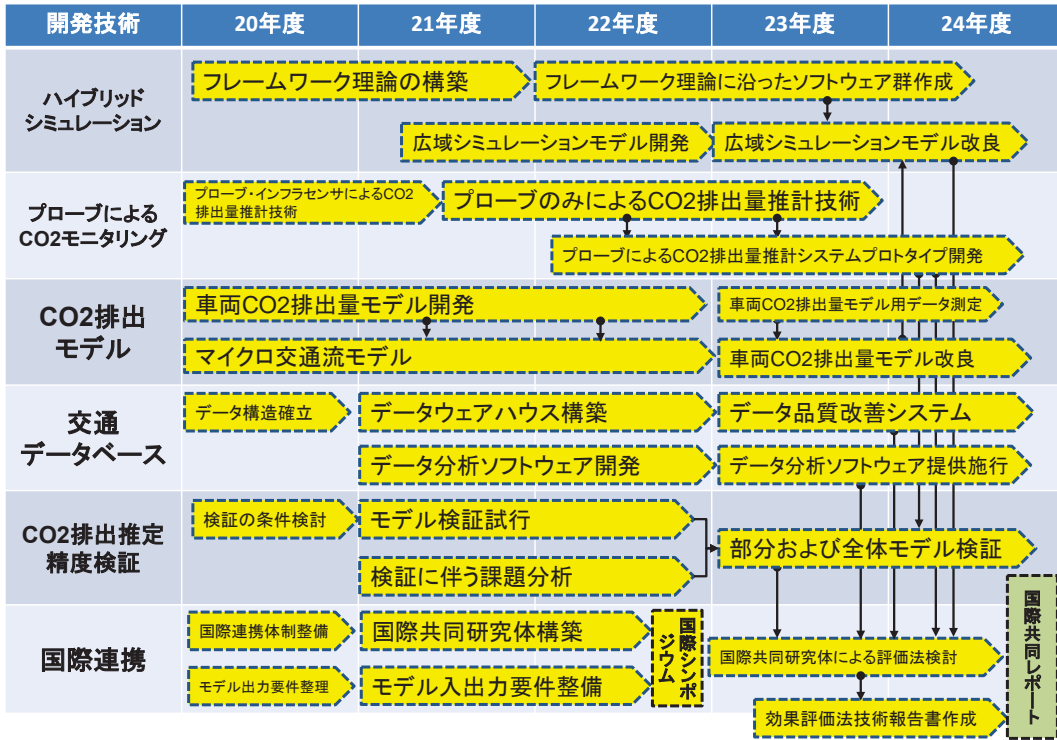 開発技術 20年度 21年度 22年度 23年度 24年度
ハイブリッド
シミュレーション
フレームワーク理論の構築
フレームワーク理論に沿ったソフトウェア群作成
広域シミュレーションモデル開発
広域シミュレーションモデル改良
プローブによる
CO2モニタリング
プローブ・インフラセンサによるCO2
排出量推計技術
プローブのみによるCO2排出量推計技術
プローブによるCO2排出量推計システムプロトタイプ開発
CO2排出
モデル
車両CO2排出量モデル開発
車両CO2排出量モデル用データ測定
マイクロ交通流モデル
車両CO2排出量モデル改良
交通
データベース
データ構造確立
データウェアハウス構築
データ品質改善システム
データ分析ソフトウェア開発
データ分析ソフトウェア提供施行
CO2排出推定
精度検証
検証の条件検討
モデル検証試行
検証に伴う課題分析
部分および全体モデル検証
国際連携
国際連携体制整備
国際共同研究体構築
モデル出力要件整理
モデル入出力要件整備
国際シンポ
ジウム
国際共同研究体による評価法検討
効果評価法技術報告書作成
国際共同レポート